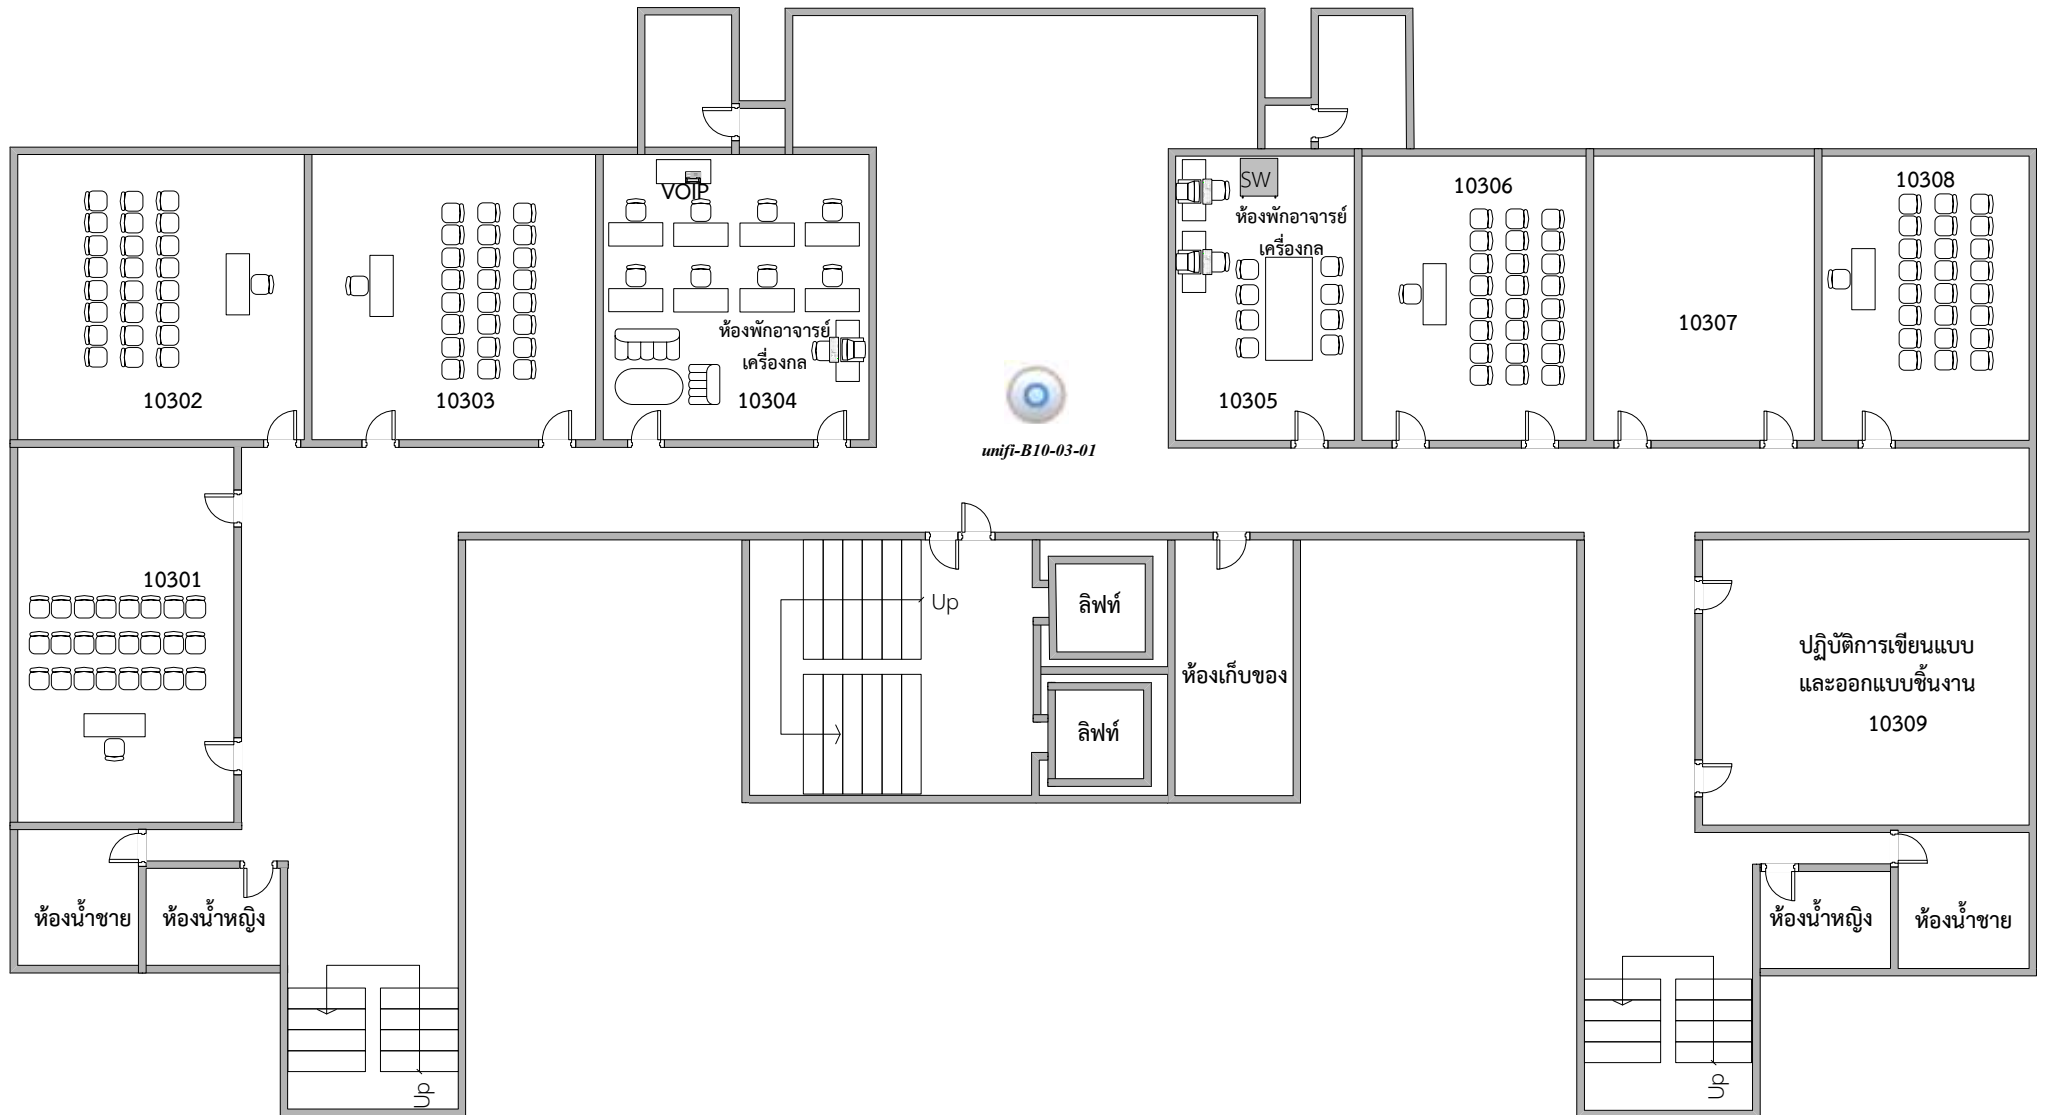 VOIP
SW
10306
10308
ห้องพักอาจารย์
เครื่องกล
10307
ห้องพักอาจารย์
เครื่องกล
10302
10303
10304
10305
unifi-B10-03-01
10301
Up
ลิฟท์
ห้องเก็บของ
ลิฟท์
ปฏิบัติการเขียนแบบ
และออกแบบชิ้นงาน
10309
ห้องน้ำชาย
ห้องน้ำหญิง
ห้องน้ำหญิง
ห้องน้ำชาย
Up
Up